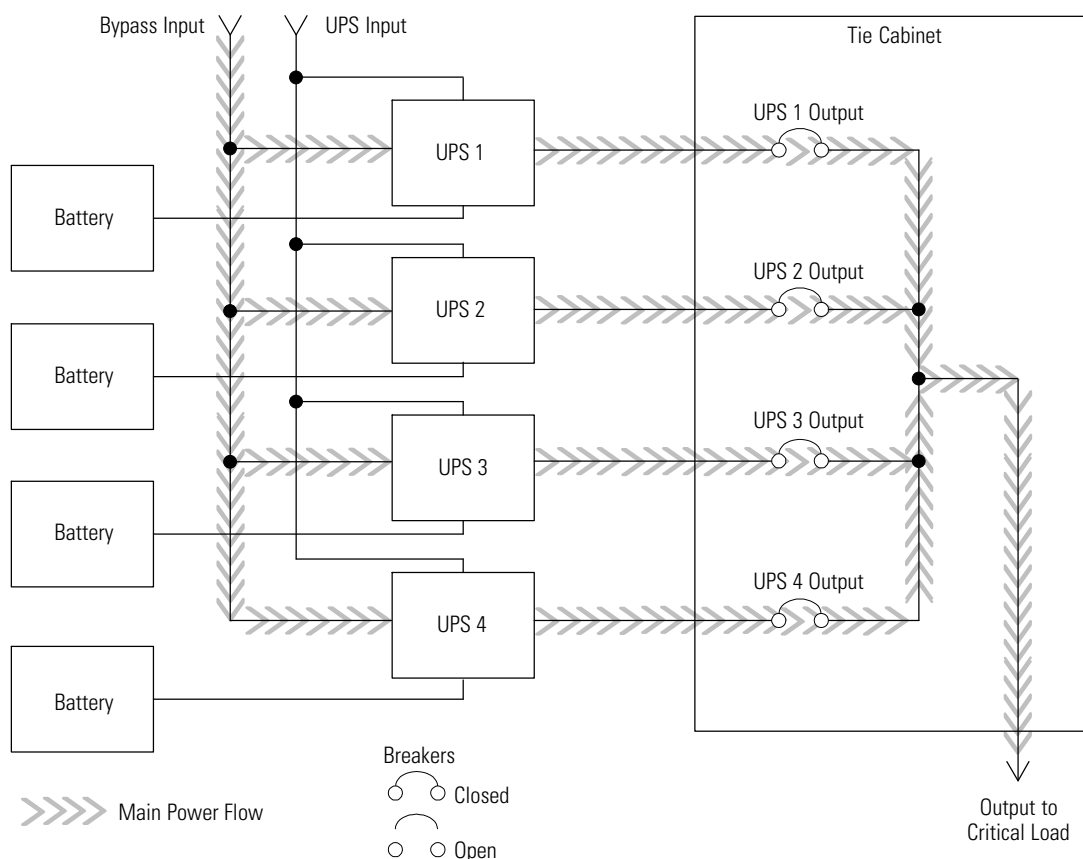 Bypass Input
UPS Input
Tie Cabinet
UPS 1 Output
UPS 1
Battery
UPS 2 Output
UPS 2
Battery
UPS 3 Output
UPS 3
Battery
UPS 4 Output
UPS 4
Battery
Breakers
Closed
Open
Main Power Flow
Output to
Critical Load